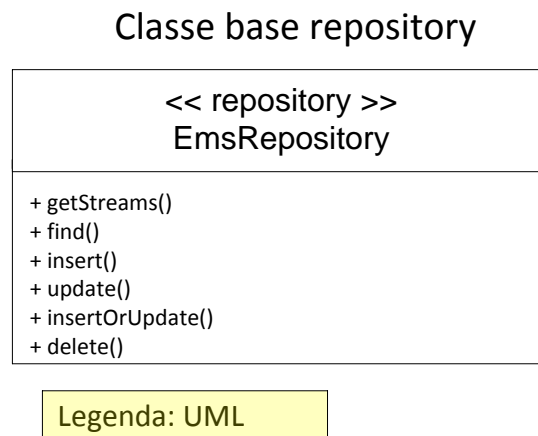 Classe base repository
<< repository >>
EmsRepository
+ getStreams()
+ find()
+ insert()
+ update()
+ insertOrUpdate()
+ delete()
Legenda: UML